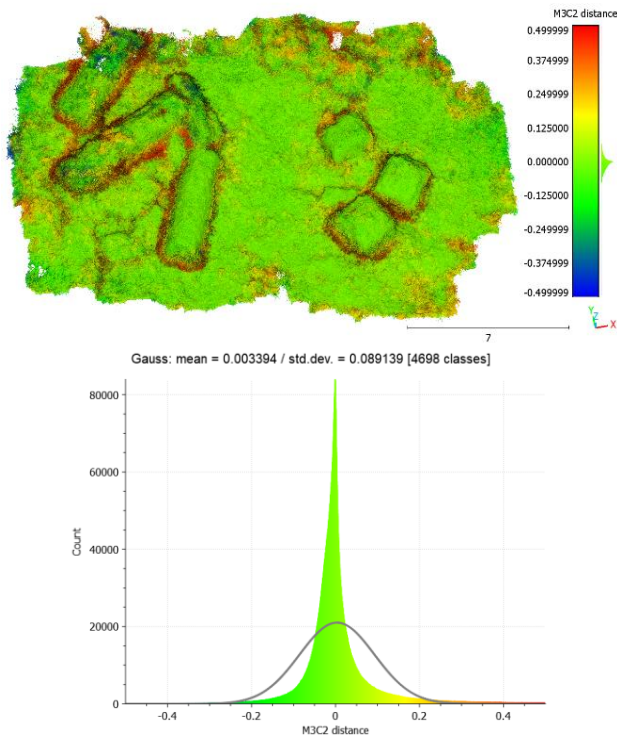 M3C2 distance
0.499999
0.374999
0.249999
0.125000
0.000000
-0.125000
-0.249999
-0.374999
-0.499999
Y
Z
X
7
Gauss: mean = 0.003394 / std.dev. = 0.089139 [4698 classes]
80000
60000
40000
20000
0
Count
-0.4 -0.2 0 0.2 0.4
M3C2 distance